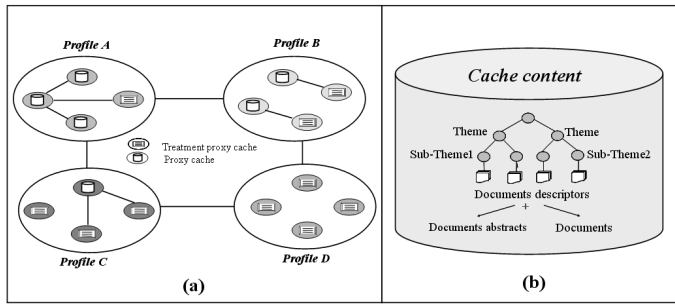 Profile A
Profile B
Treatment proxy cache
Proxy cache
Profile C
Profile D
(a)
Cache content
Theme
Theme
Sub-Theme1
Sub-Theme2
Documents descriptors
+
Documents abstracts
Documents
(b)